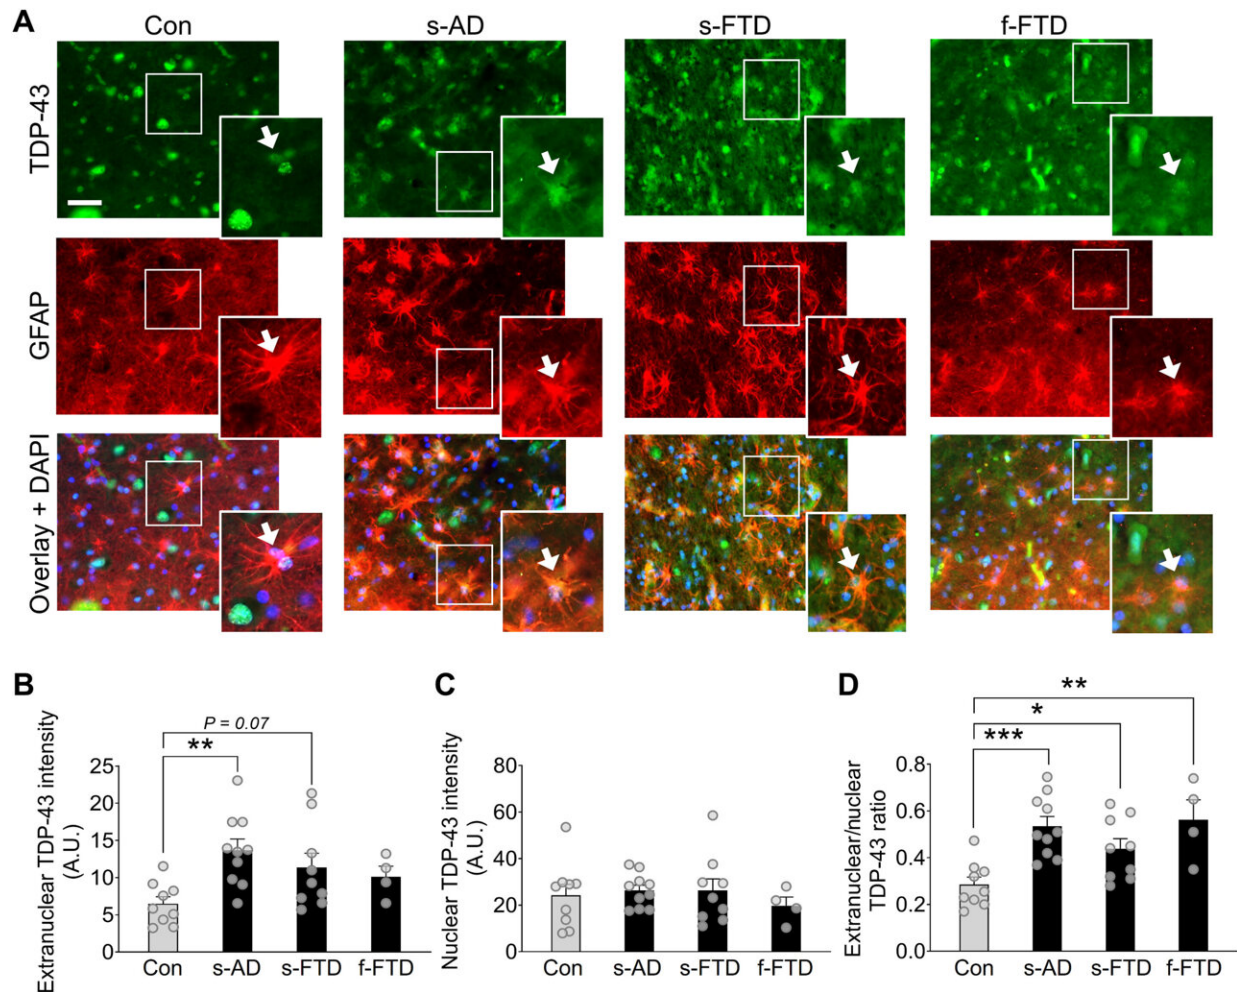 A
Con
s-AD
s-FTD
f-FTD
TDP-43
GFAP
Overlay + DAPI
B
Extranuclear TDP-43 intensity
(A.U.)
25
20
15
10
5
0
P = 0.07
**
Con
s-AD
s-FTD
f-FTD
C
Nuclear TDP-43 intensity
(A.U.)
80
60
40
20
0
Con
s-AD
s-FTD
f-FTD
D
Extranuclear/nuclear
TDP-43 ratio
0.8
0.6
0.4
0.2
0.0
**
*
***
Con
s-AD
s-FTD
f-FTD